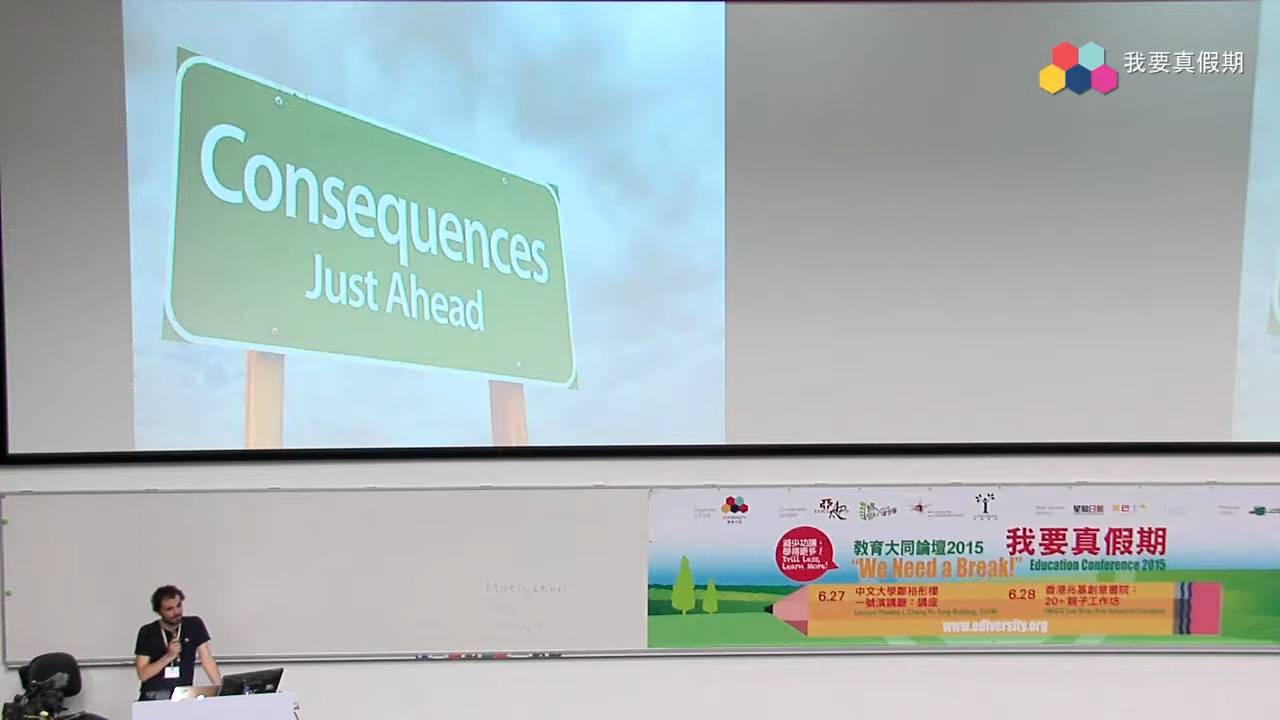 我要真假期
Consequences
Just Ahead
Motivation
減少功課，
學得更多！
Drill Less,
Learn More!
教育大同論壇2015
我要真假期
"We Need a Break!"
Education Conference 2015
6.27
中文大學鄭裕彤樓
一號演講廳：講座
6.28
香港兆基創意書院：
20+ 親子工作坊
www.ediversity.org